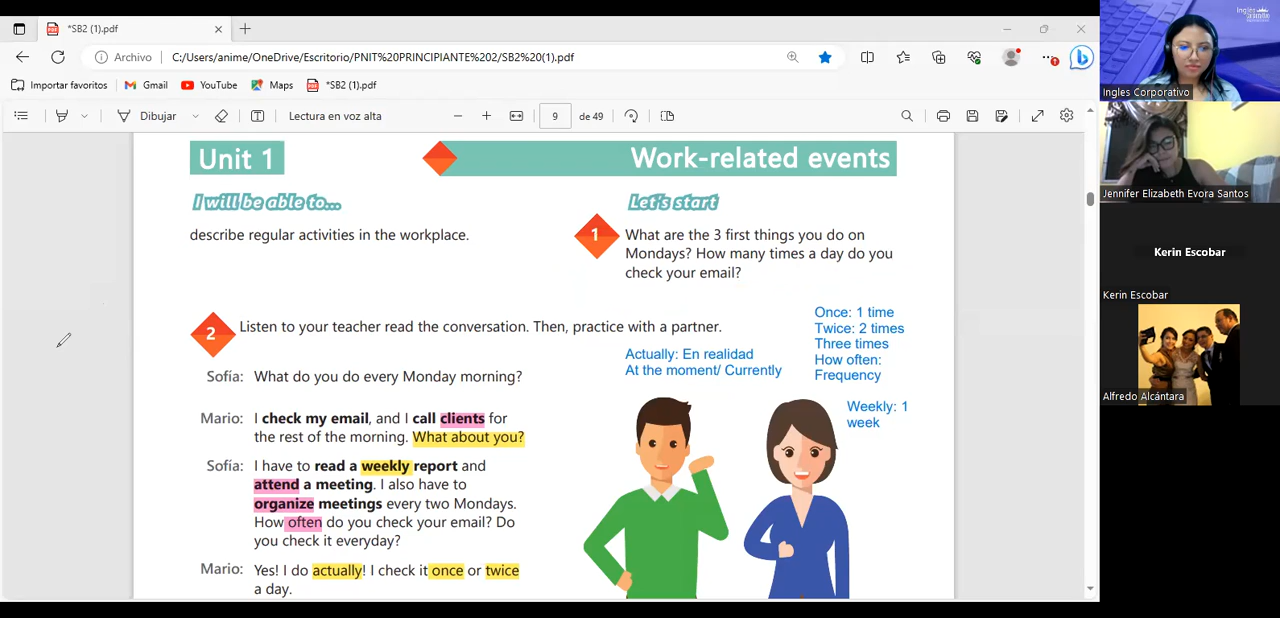 *SB2 (1).pdf
Archivo
C:/Users/anime/OneDrive/Escritorio/PNIT%20PRINCIPIANTE%202/SB2%20(1).pdf
Importar favoritos
Gmail
YouTube
Maps
*SB2 (1).pdf
Dibujar
Lectura en voz alta
9
de 49
Unit 1
Work-related events
I will be able to...
Let's start
describe regular activities in the workplace.
1
What are the 3 first things you do on
Mondays? How many times a day do you
check your email?
2
Listen to your teacher read the conversation. Then, practice with a partner.
Once: 1 time
Twice: 2 times
Three times
How often:
Frequency
Actually: En realidad
At the moment/ Currently
Weekly: 1
week
Sofía: What do you do every Monday morning?
Mario: I check my email, and I call clients for
the rest of the morning. What about you?
Sofía: I have to read a weekly report and
attend a meeting. I also have to
organize meetings every two Mondays.
How often do you check your email? Do
you check it everyday?
Mario: Yes! I do actually! I check it once or twice
a day.
Ingles Corporativo
Jennifer Elizabeth Evora Santos
Kerin Escobar
Kerin Escobar
Alfredo Alcántara